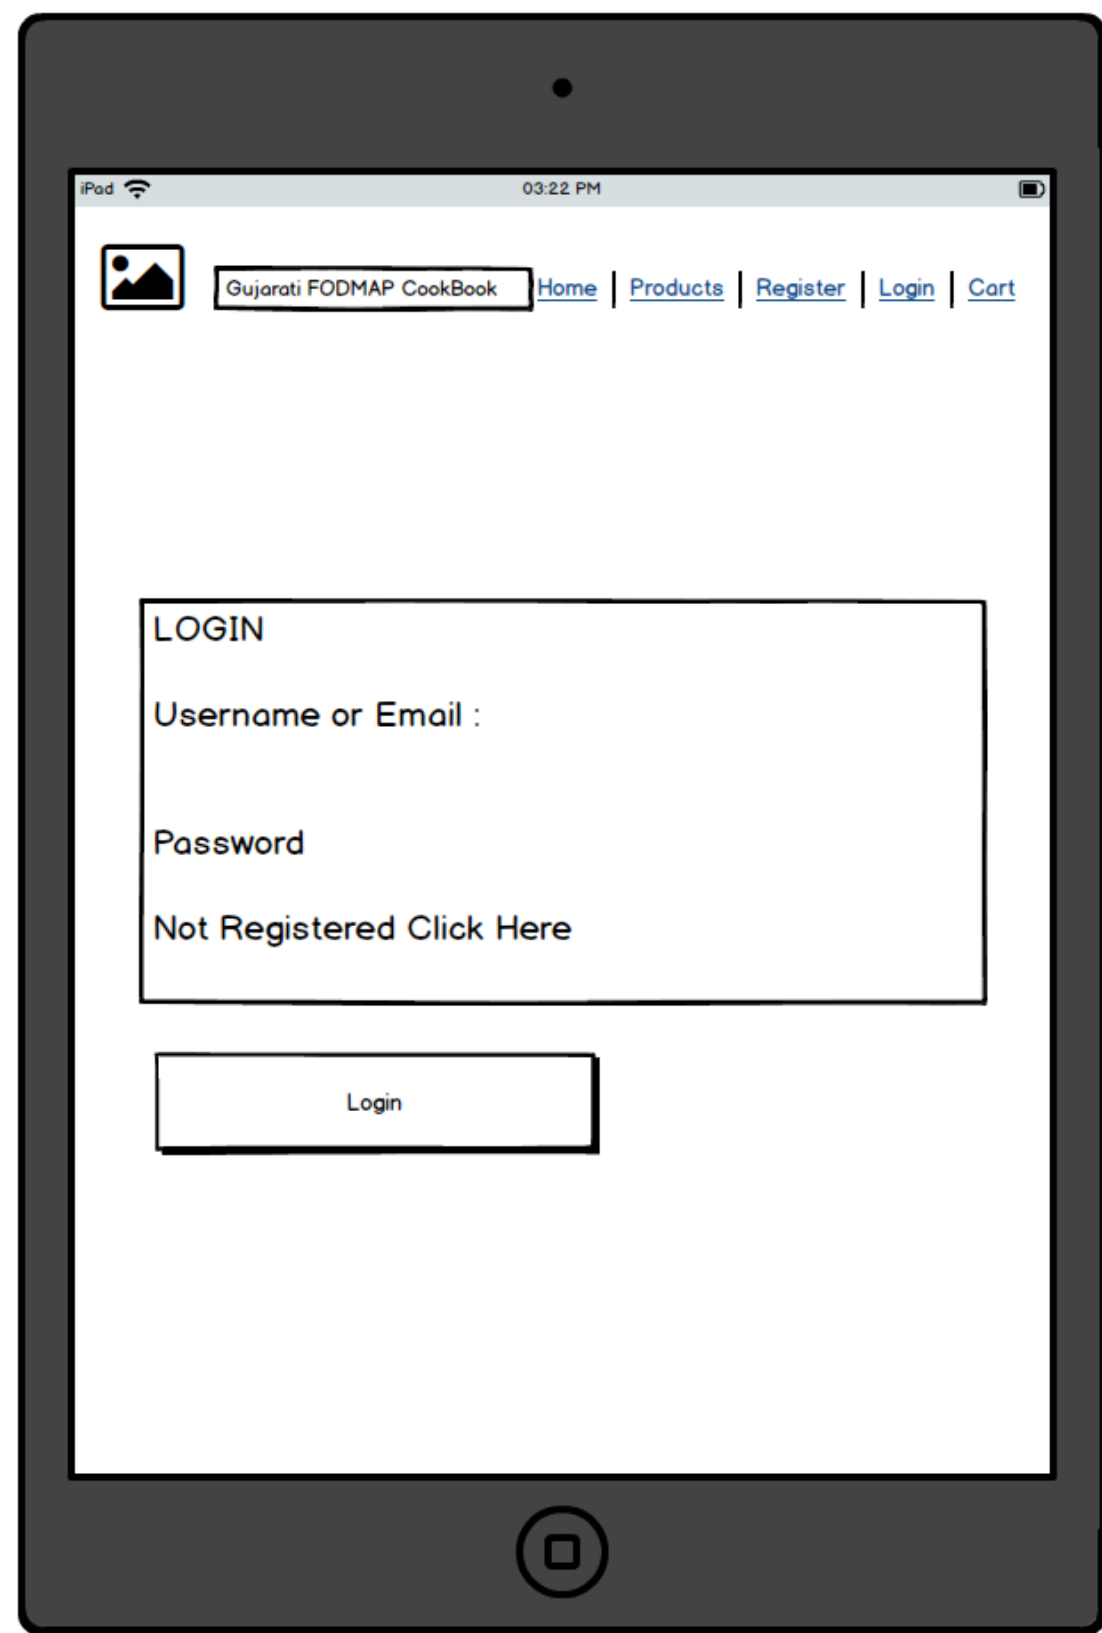 iPad 03:22 PM
Gujarati FODMAP CookBook Home Products Register Login Cart
LOGIN
Username or Email :
Password
Not Registered Click Here
Login